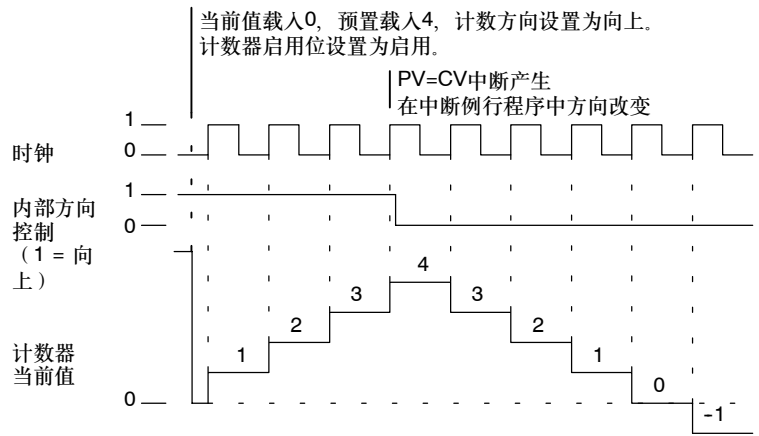 当前值载入0，预置载入4，计数方向设置为向上。
计数器启用位设置为启用。
PV=CV中断产生
在中断例行程序中方向改变
1
时钟
0
1
内部方向
控制
（1 = 向
上）
0
4
3
3
2
2
1
1
计数器
当前值
0
0
-1